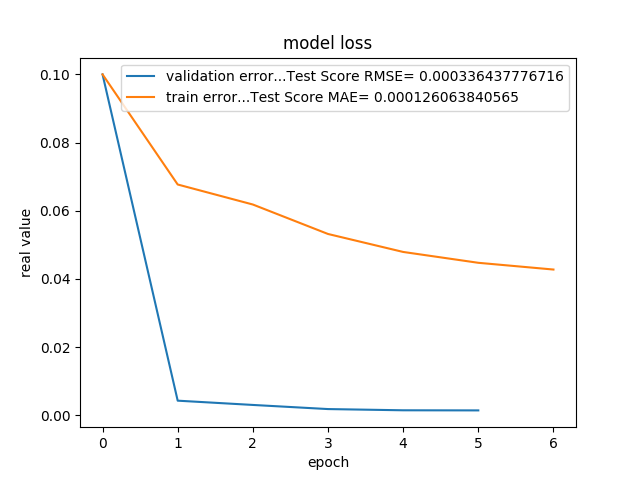 model loss
validation error...Test Score RMSE= 0.000336437776716
train error...Test Score MAE= 0.000126063840565
0.10
0.08
0.06
0.04
0.02
0.00
real value
0 1 2 3 4 5 6
epoch